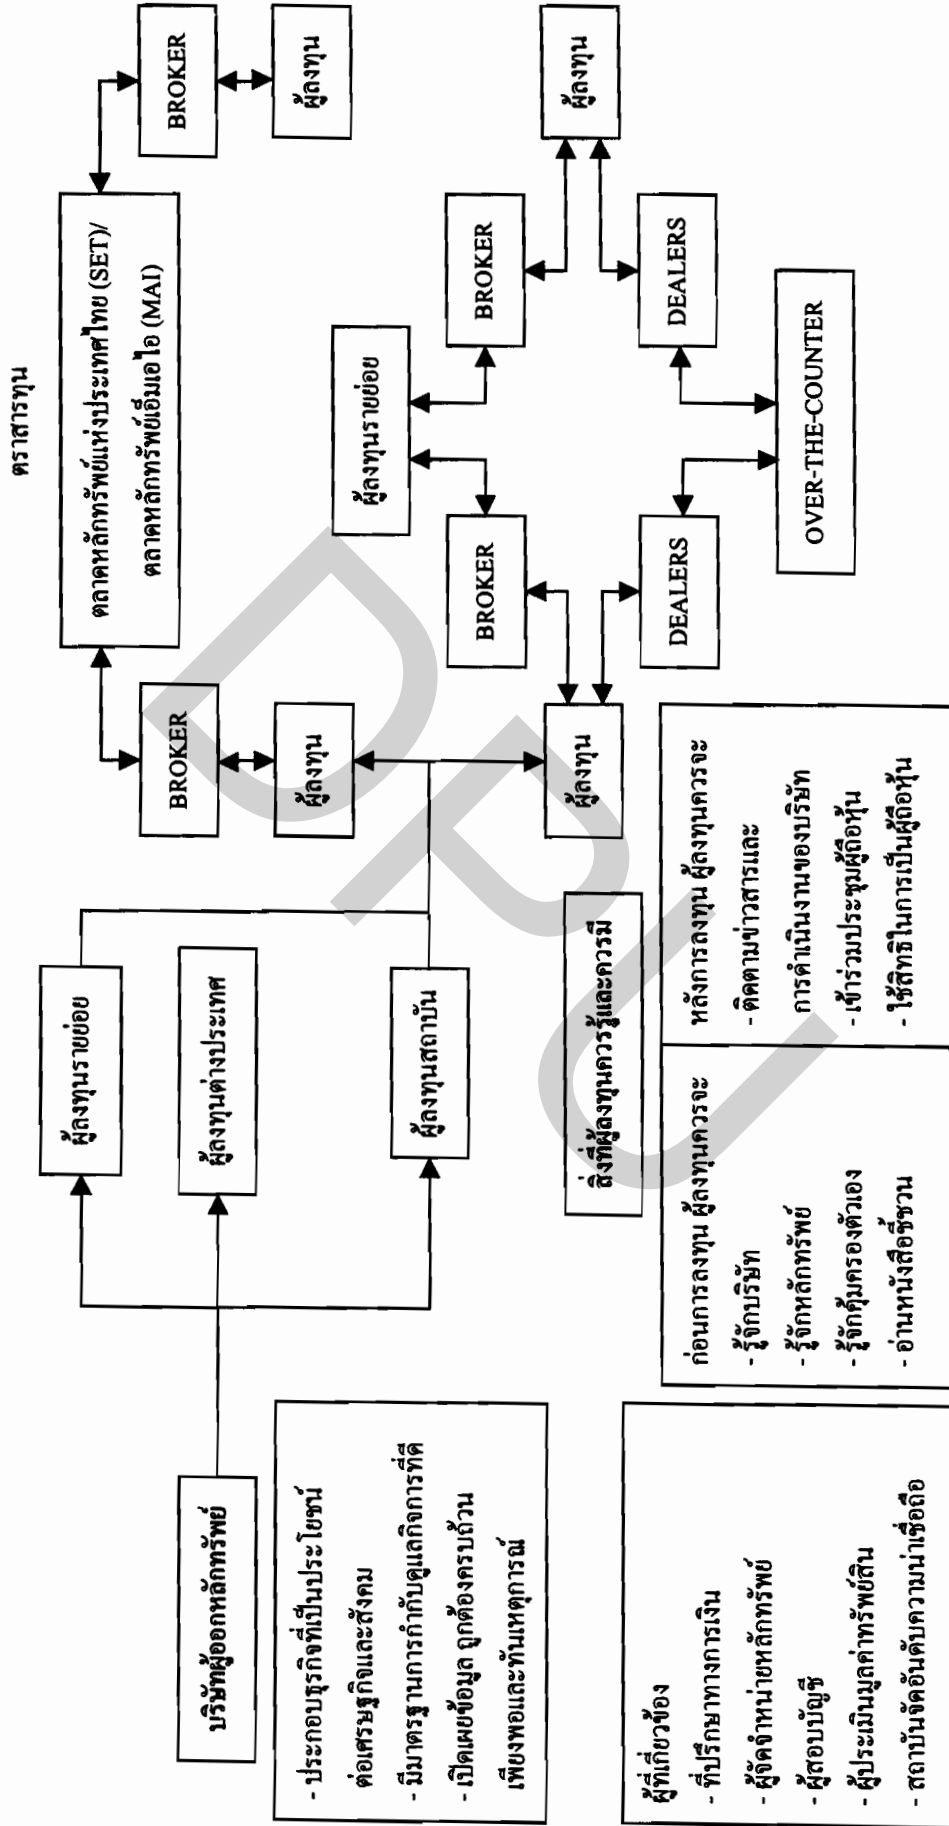 ตราสารทุน
บริษัทผู้ออกหลักทรัพย์
- ประกอบธุรกิจที่เป็นประโยชน์
ต่อเศรษฐกิจและสังคม
- มีมาตรฐานการกำกับดูแลกิจการที่ดี
- เปิดเผยข้อมูล ถูกต้องครบถ้วน
เพียงพอและทันเหตุการณ์
ผู้ที่เกี่ยวข้อง
- ที่ปรึกษาทางการเงิน
- ผู้จัดจำหน่ายหลักทรัพย์
- ผู้สอบบัญชี
- ผู้ประเมินมูลค่าทรัพย์สิน
- สถาบันจัดอันดับความน่าเชื่อถือ
ผู้ลงทุนรายย่อย
ผู้ลงทุนต่างประเทศ
ผู้ลงทุนสถาบัน
สิ่งที่ผู้ลงทุนควรรู้และควรมี
ก่อนการลงทุน ผู้ลงทุนควรจะ
- รู้จักบริษัท
- รู้จักหลักทรัพย์
- รู้จักคุ้มครองตัวเอง
- อ่านหนังสือชี้ชวน
หลังการลงทุน ผู้ลงทุนควรจะ
- ติดตามข่าวสารและ
การดำเนินงานของบริษัท
- เข้าร่วมประชุมผู้ถือหุ้น
- ใช้สิทธิในการเป็นผู้ถือหุ้น
BROKER
ผู้ลงทุน
ตลาดหลักทรัพย์แห่งประเทศไทย (SET)/
ตลาดหลักทรัพย์เอ็มเอไอ (MAI)
BROKER
ผู้ลงทุน
ผู้ลงทุน
BROKER
ผู้ลงทุนรายย่อย
BROKER
DEALERS
OVER-THE-COUNTER
DEALERS
ผู้ลงทุน
DPU